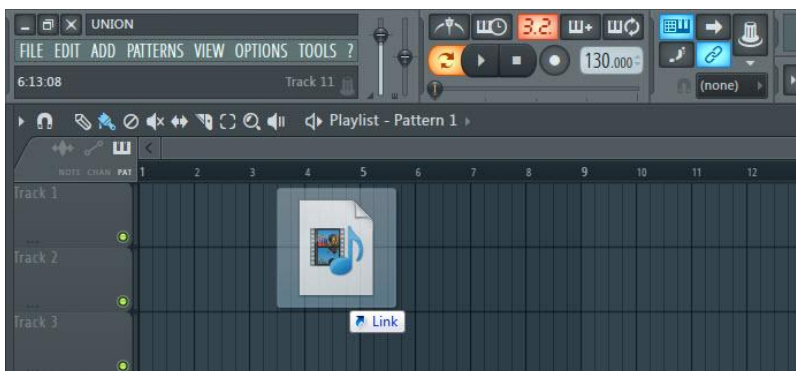 UNION
FILE EDIT ADD PATTERNS VIEW OPTIONS TOOLS ?
3.2.
130.000
6:13:08 Track 11
(none)
Playlist - Pattern 1
NOTE CHAN PAT 1 2 3 4 5 6 7 8 9 10 11 12
Track 1
...
Track 2
...
Track 3
Link
...